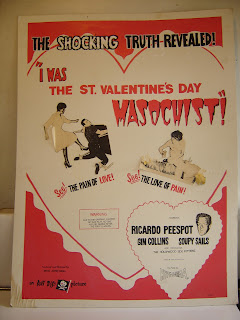 THE SHOCKING TRUTH REVEALED!
"I WAS
THE ST. VALENTINE'S DAY
MASOCHIST!"
See! THE PAIN OF LOVE!
See! THE LOVE OF PAIN!
RICARDO PEESPOT
SIN COLLINS SOUPY SAILS